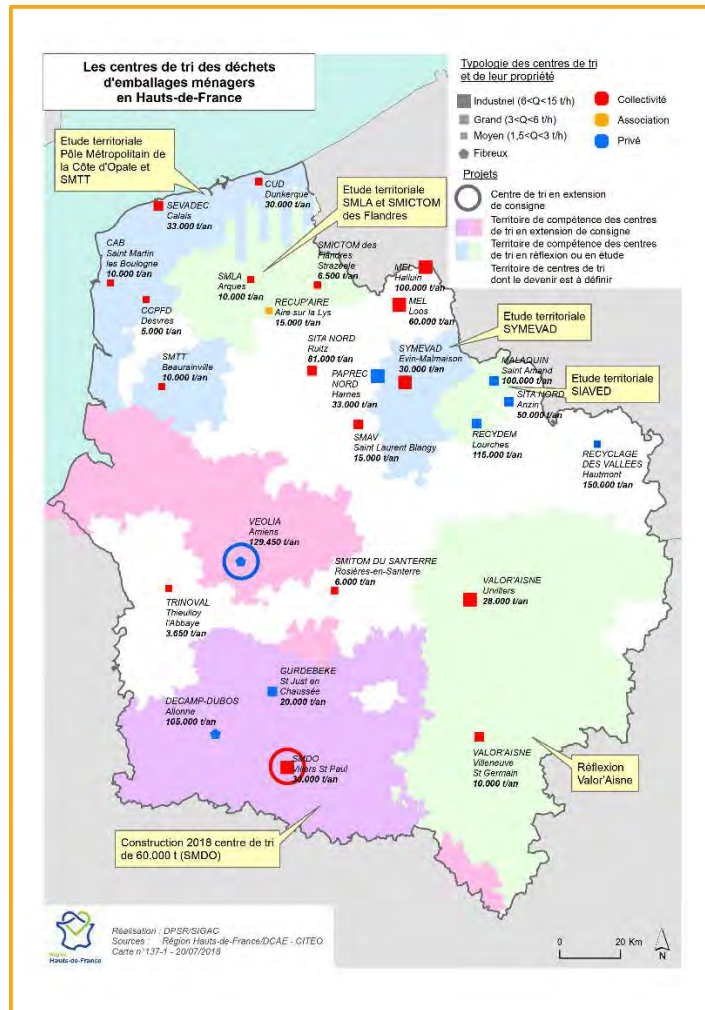 Les centres de tri des déchets
d'emballages ménagers
en Hauts-de-France
Typologie des centres de tri
et de leur propriété
Industriel (6<Q<15 t/h)
Grand (3<Q<6 t/h)
Moyen (1,5<Q<3 t/h)
Fibreux
Collectivité
Association
Privé
Projets
Centre de tri en extension
de consigne
Territoire de compétence des centres
de tri en extension de consigne
Territoire de compétence des centres
de tri en réflexion ou en étude
Territoire de centres de tri
dont le devenir est à définir
Etude territoriale
Pôle Métropolitain de
la Côte d'Opale et
SMTT
CUD
Dunkerque
30.000 t/an
Etude territoriale
SMLA et SMICTOM
des Flandres
SEVADEC
Calais
33.000 t/an
CAB
Saint Martin
les Boulogne
10.000 t/an
SMLA
Arques
10.000 t/an
SMICTOM des
Flandres
Strazeele
6.500 t/an
MEL
Halluin
100.000 t/an
CCPFD
Desvres
5.000 t/an
RECUP'AIRE
Aire sur la Lys
15.000 t/an
MEL
Loos
60.000 t/an
Etude territoriale
SYMEVAD
SITA NORD
Ruitz
81.000 t/an
SYMEVAD
Evin-Malmaison
30.000 t/an
MALAQUIN
Saint Amand
100.000 t/an
Etude territoriale
SIAVED
SMTT
Beaurainville
10.000 t/an
PAPREC
NORD
Harnes
33.000 t/an
SITA NORD
Anzin
50.000 t/an
SMAV
Saint Laurent Blangy
15.000 t/an
RECYDEM
Lourches
115.000 t/an
RECYCLAGE
DES VALLEES
Hautmont
150.000 t/an
VEOLIA
Amiens
129.450 t/an
SMITOM DU SANTERRE
Rosières-en-Santerre
6.000 t/an
TRINOVAL
Thieulloy
l'Abbaye
3.650 t/an
VALOR'AISNE
Urvillers
28.000 t/an
GURDEBEKE
St Just en
Chaussée
20.000 t/an
DECAMP-DUBOS
Allonne
105.000 t/an
SMDO
Villers St Paul
30.000 t/an
VALOR'AISNE
Villeneuve
St Germain
10.000 t/an
Réflexion
Valor'Aisne
Construction 2018 centre de tri
de 60.000 t (SMDO)
Région
Hauts-de-France
Réalisation : DPSR/SIGAC
Sources : Région Hauts-de-France/DCAE - CITEO
Carte n°137-1 - 20/07/2018
0 20 Km
N